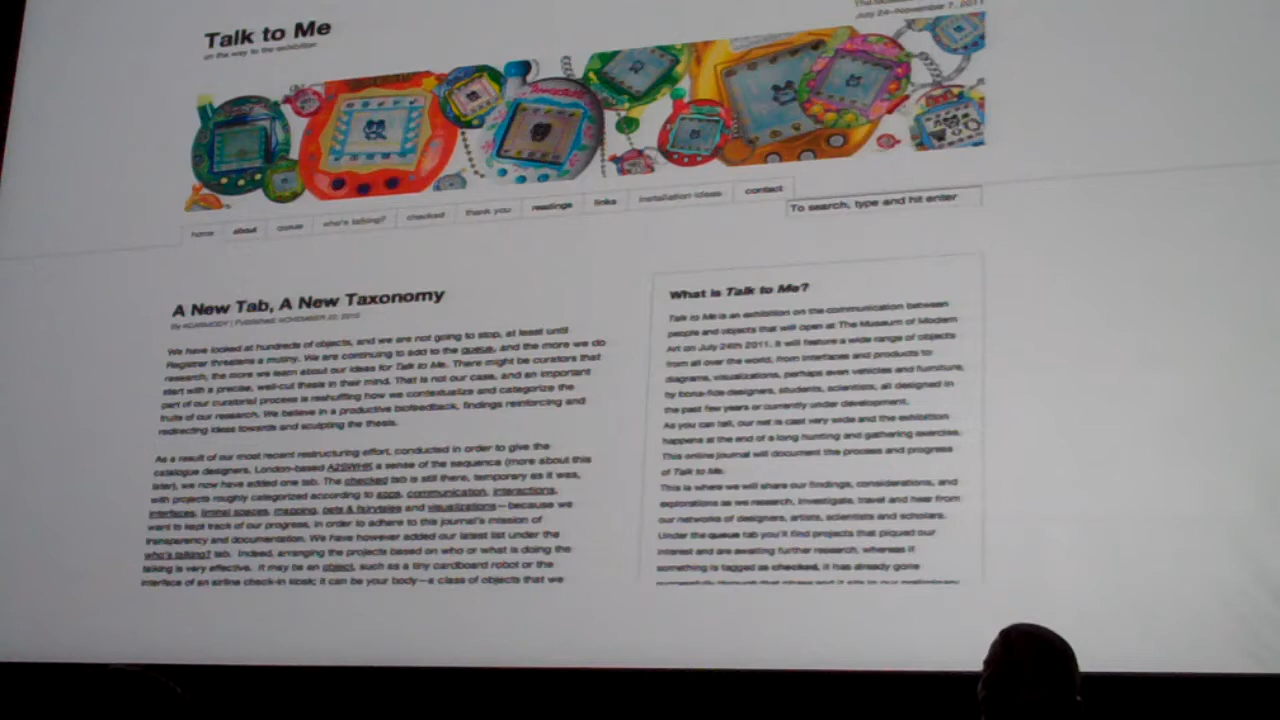 Talk to Me
on the way to the exhibition
July 24–November 7, 2011
home about queue who's talking? checked thank you readings links installation ideas contact
To search, type and hit enter
A New Tab, A New Taxonomy
We have looked at hundreds of objects, and we are not going to stop, at least until
Registrar threatens a mutiny. We are continuing to add to the queue, and the more we do
research, the more we learn about our ideas for Talk to Me. There might be curators that
start with a precise, well-cut thesis in their mind. That is not our case, and an important
part of our curatorial process is reshuffling how we contextualize and categorize the
fruits of our research. We believe in a productive biofeedback, findings reinforcing and
redirecting ideas towards and sculpting the thesis.
As a result of our most recent restructuring effort, conducted in order to give the
catalogue designers, London-based A2/SW/HK a sense of the sequence (more about this
later), we now have added one tab. The checked tab is still there, temporary as it was,
with projects roughly categorized according to apps, communication, interactions,
interfaces, liminal spaces, mapping, pets & fairytales and visualizations—because we
want to kept track of our progress, in order to adhere to this journal's mission of
transparency and documentation. We have however added our latest list under the
who's talking? tab. Indeed, arranging the projects based on who or what is doing the
talking is very effective. It may be an object, such as a tiny cardboard robot or the
interface of an airline check-in kiosk; it can be your body—a class of objects that we
What is Talk to Me?
Talk to Me is an exhibition on the communication between
people and objects that will open at The Museum of Modern
Art on July 24th 2011. It will feature a wide range of objects
from all over the world, from interfaces and products to
diagrams, visualizations, perhaps even vehicles and furniture,
by bona-fide designers, students, scientists, all designed in
the past few years or currently under development.
As you can tell, our net is cast very wide and the exhibition
happens at the end of a long hunting and gathering exercise.
This online journal will document the process and progress
of Talk to Me.
This is where we will share our findings, considerations, and
explorations as we research, investigate, travel and hear from
our networks of designers, artists, scientists and scholars.
Under the queue tab you'll find projects that piqued our
interest and are awaiting further research, whereas if
something is tagged as checked, it has already gone